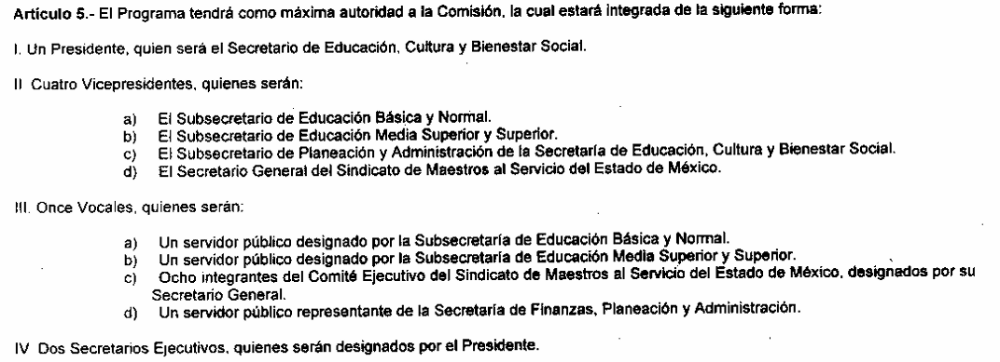 Artículo 5.- El Programa tendrá como máxima autoridad a la Comisión, la cual estará integrada de la siguiente forma:
I. Un Presidente, quien será el Secretario de Educación, Cultura y Bienestar Social.
II Cuatro Vicepresidentes, quienes serán:
a) El Subsecretario de Educación Básica y Normal.
b) El Subsecretario de Educación Media Superior y Superior.
c) El Subsecretario de Planeación y Administración de la Secretaría de Educación, Cultura y Bienestar Social.
d) El Secretario General del Sindicato de Maestros al Servicio del Estado de México.
III. Once Vocales, quienes serán:
a) Un servidor público designado por la Subsecretaría de Educación Básica y Normal.
b) Un servidor público designado por la Subsecretaría de Educación Media Superior y Superior.
c) Ocho integrantes del Comité Ejecutivo del Sindicato de Maestros al Servicio del Estado de México, designados por su
Secretario General.
d) Un servidor público representante de la Secretaría de Finanzas, Planeación y Administración.
IV Dos Secretarios Ejecutivos, quienes serán designados por el Presidente.